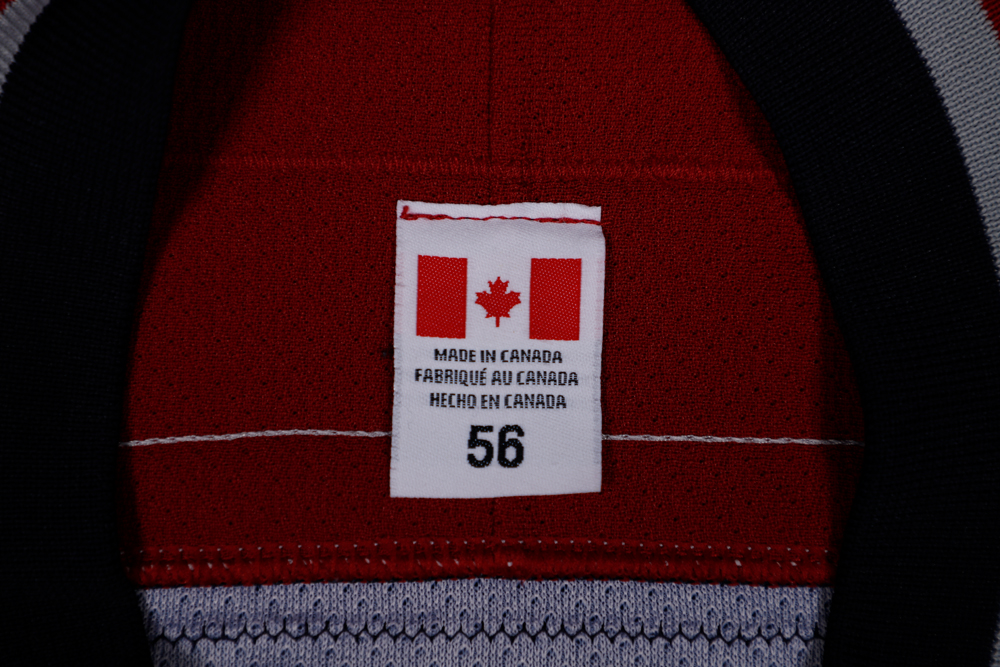 MADE IN CANADA
FABRIQUÉ AU CANADA
HECHO EN CANADA
56